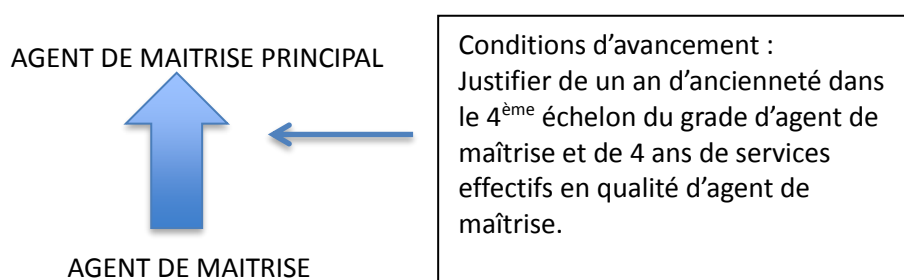 AGENT DE MAITRISE PRINCIPAL
Conditions d’avancement :
Justifier de un an d’ancienneté dans
le 4ème échelon du grade d’agent de
maîtrise et de 4 ans de services
effectifs en qualité d’agent de
maîtrise.
AGENT DE MAITRISE